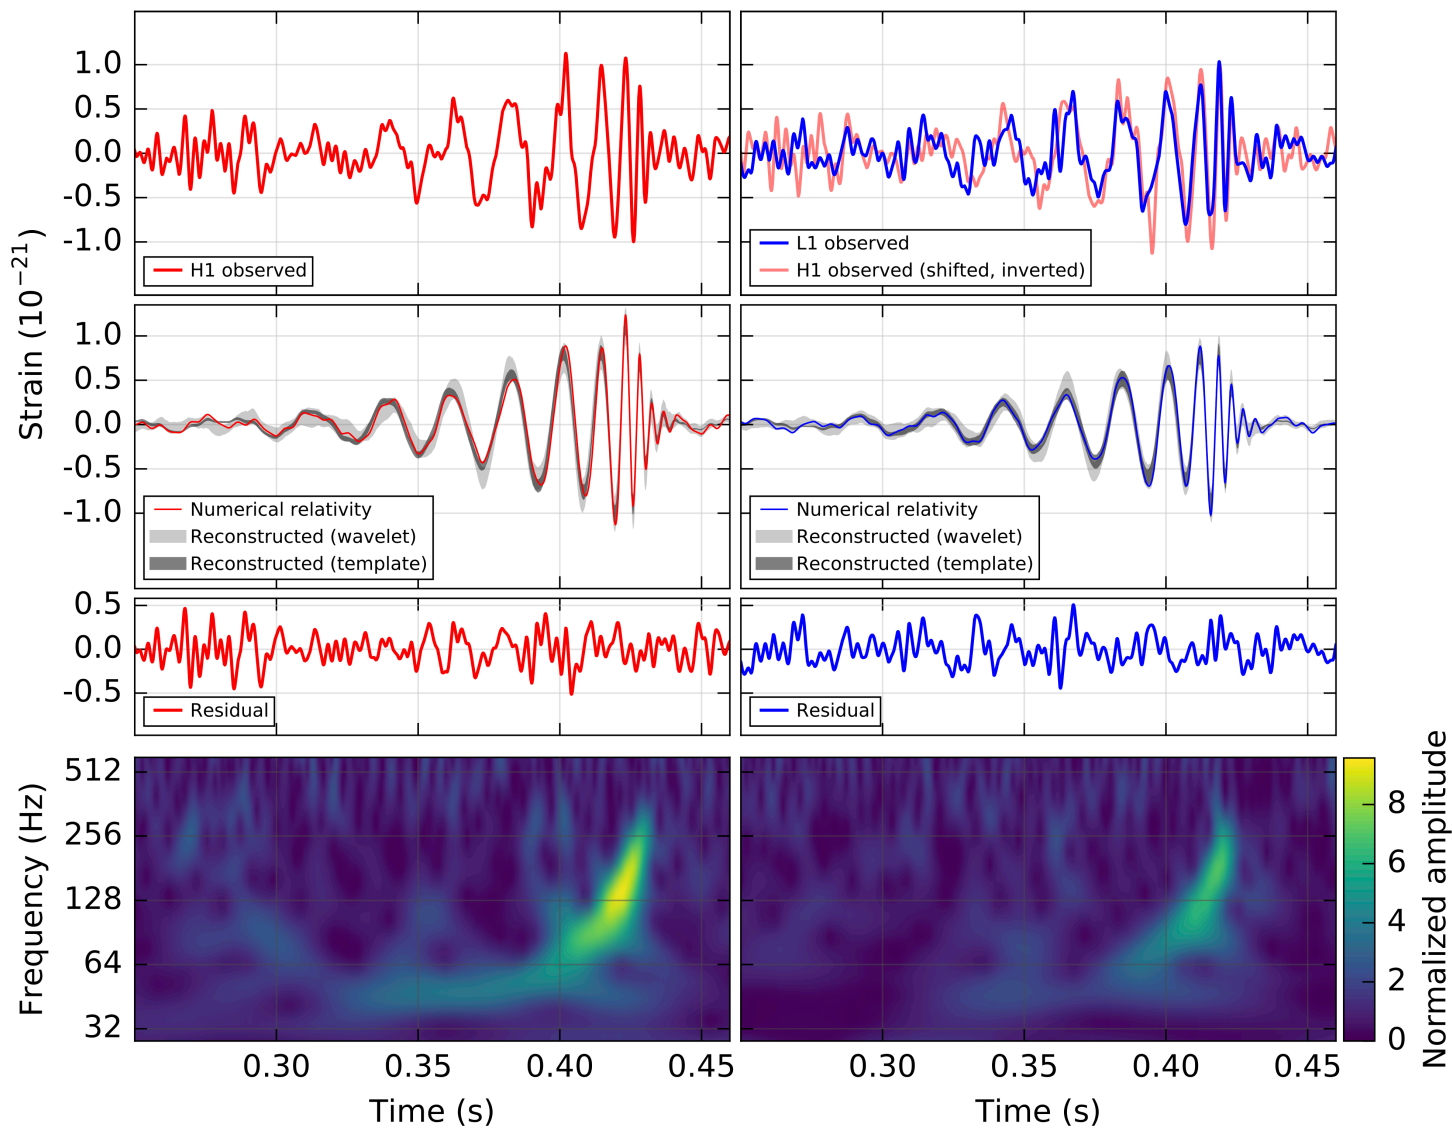 1.0
0.5
0.0
-0.5
-1.0
H1 observed
L1 observed
H1 observed (shifted, inverted)
Strain (10⁻²¹)
1.0
0.5
0.0
-0.5
-1.0
Numerical relativity
Reconstructed (wavelet)
Reconstructed (template)
Numerical relativity
Reconstructed (wavelet)
Reconstructed (template)
0.5
0.0
-0.5
Residual
Residual
Frequency (Hz)
512
256
128
64
32
0.30 0.35 0.40 0.45
Time (s)
0.30 0.35 0.40 0.45
Time (s)
8
6
4
2
0
Normalized amplitude